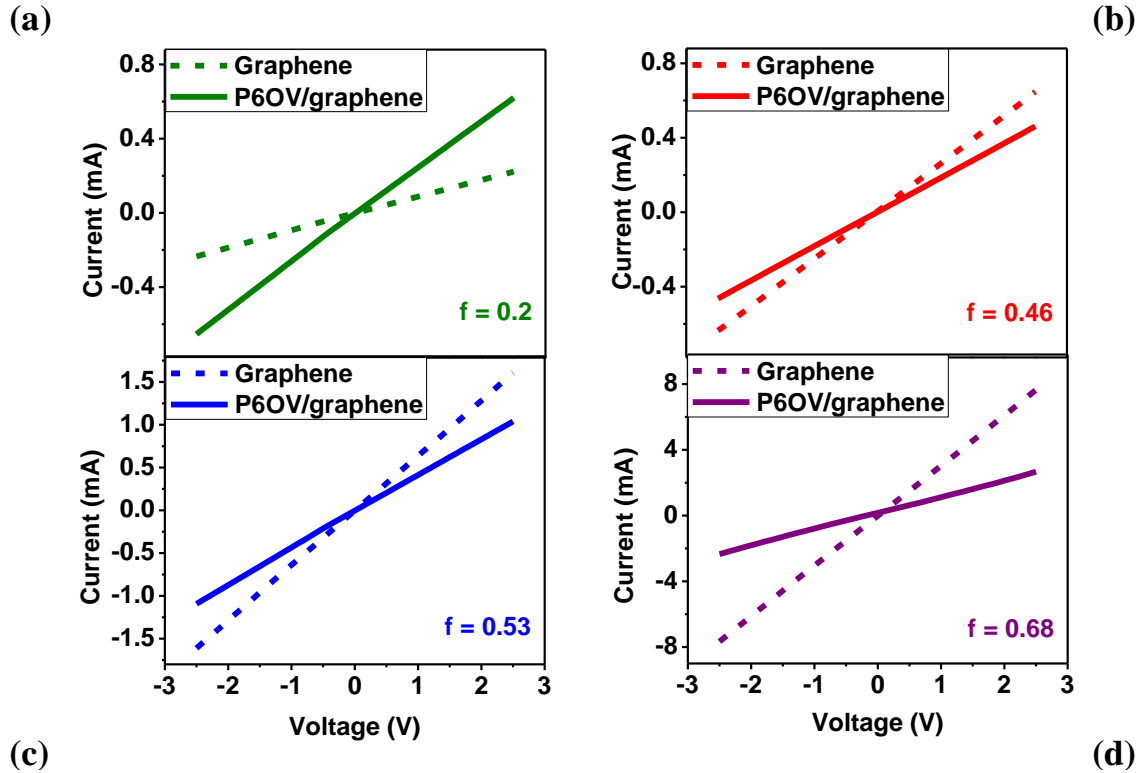 (a)
(b)
Graphene
P6OV/graphene
0.8
0.4
0.0
-0.4
Current (mA)
f = 0.2
Graphene
P6OV/graphene
0.8
0.4
0.0
-0.4
Current (mA)
f = 0.46
Graphene
P6OV/graphene
1.5
1.0
0.5
0.0
-0.5
-1.0
-1.5
Current (mA)
f = 0.53
-3 -2 -1 0 1 2 3
Voltage (V)
Graphene
P6OV/graphene
8
4
0
-4
-8
Current (mA)
f = 0.68
-3 -2 -1 0 1 2 3
Voltage (V)
(c)
(d)